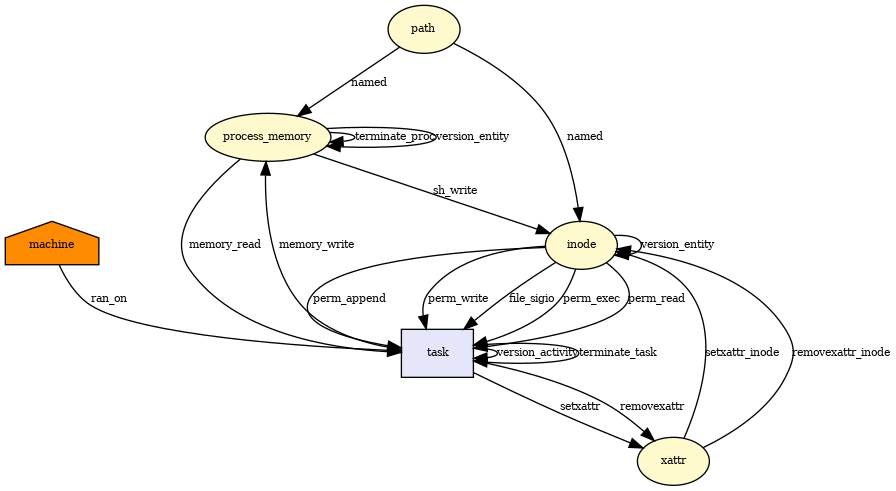 path
named
named
process_memory
terminate_proc
version_entity
sh_write
machine
memory_read
memory_write
inode
version_entity
ran_on
perm_append
perm_write
file_sigio
perm_exec
perm_read
task
version_activity
terminate_task
setxattr_inode
removexattr_inode
setxattr
removexattr
xattr